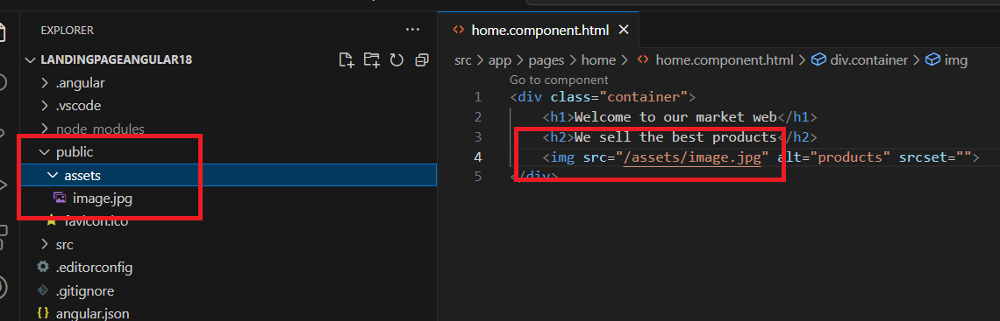 EXPLORER
···
LANDINGPAGEANGULAR18
.angular
.vscode
node_modules
public
assets
image.jpg
favicon.ico
src
.editorconfig
.gitignore
{} angular.json
<> home.component.html ×
src > app > pages > home > <> home.component.html > div.container > img
Go to component
1 <div class="container">
2 <h1>Welcome to our market web</h1>
3 <h2>We sell the best products</h2>
4 <img src="/assets/image.jpg" alt="products" srcset="">
5 </div>